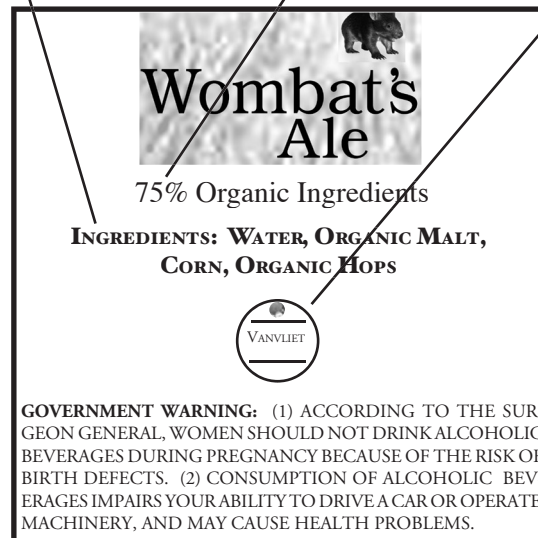 Wombat's
Ale
75% Organic Ingredients
INGREDIENTS: WATER, ORGANIC MALT,
CORN, ORGANIC HOPS
VANVLIET
GOVERNMENT WARNING: (1) ACCORDING TO THE SUR
GEON GENERAL, WOMEN SHOULD NOT DRINK ALCOHOLIC
BEVERAGES DURING PREGNANCY BECAUSE OF THE RISK OF
BIRTH DEFECTS. (2) CONSUMPTION OF ALCOHOLIC BEV
ERAGES IMPAIRS YOUR ABILITY TO DRIVE A CAR OR OPERATE
MACHINERY, AND MAY CAUSE HEALTH PROBLEMS.